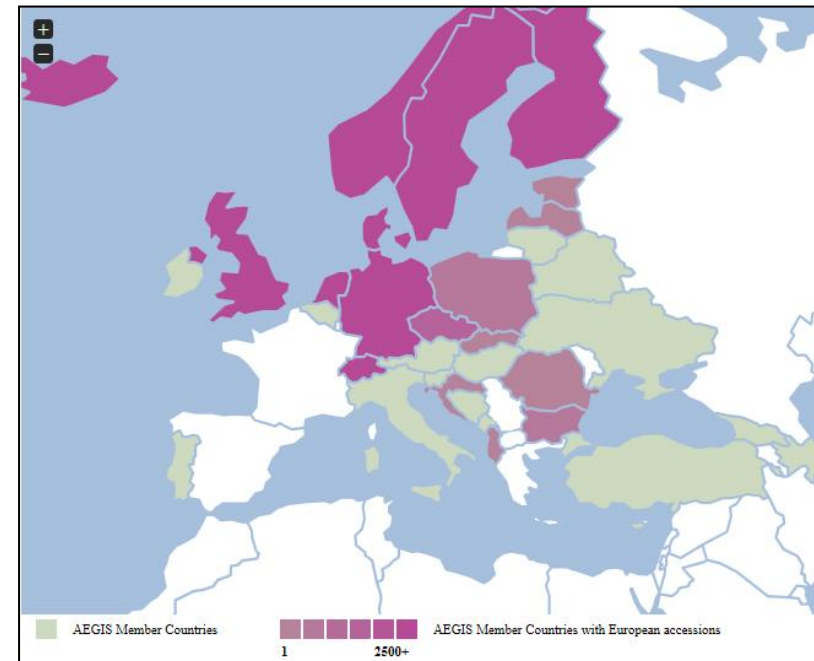 +
−
AEGIS Member Countries
AEGIS Member Countries with European accessions
1 2500+